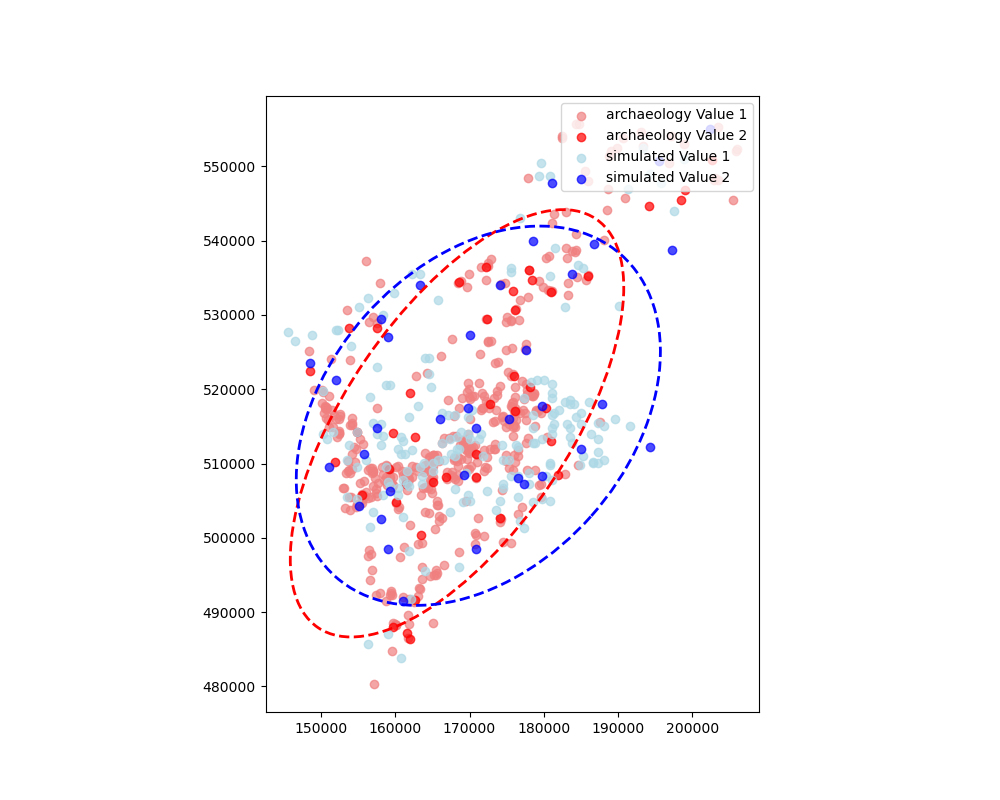 archaeology Value 1
archaeology Value 2
simulated Value 1
simulated Value 2
550000
540000
530000
520000
510000
500000
490000
480000
150000 160000 170000 180000 190000 200000